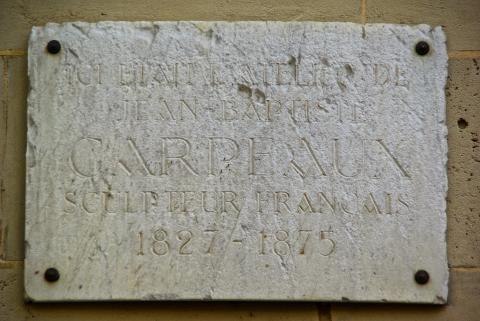 ICI ÉTAIT L'ATELIER DE
JEAN-BAPTISTE
CARPEAUX
SCULPTEUR FRANÇAIS
1827-1875